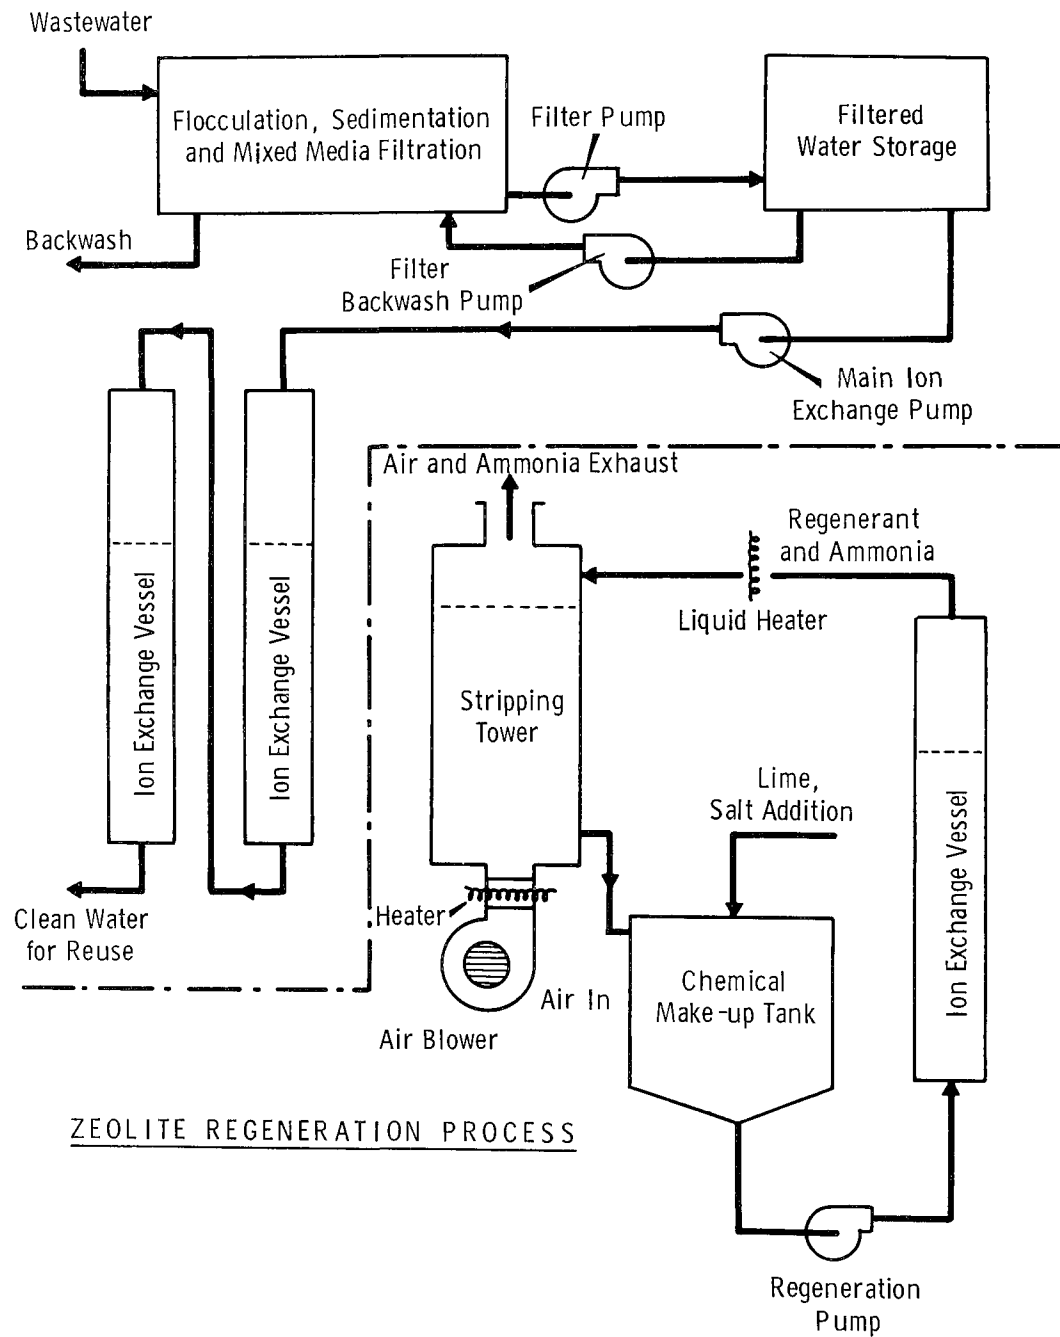 Wastewater
Flocculation, Sedimentation
and Mixed Media Filtration
Filter Pump
Filtered
Water Storage
Backwash
Filter
Backwash Pump
Main Ion
Exchange Pump
Air and Ammonia Exhaust
Regenerant
and Ammonia
Liquid Heater
Ion Exchange Vessel
Ion Exchange Vessel
Stripping
Tower
Lime,
Salt Addition
Ion Exchange Vessel
Heater
Clean Water
for Reuse
Chemical
Make-up Tank
Air In
Air Blower
ZEOLITE REGENERATION PROCESS
Regeneration
Pump